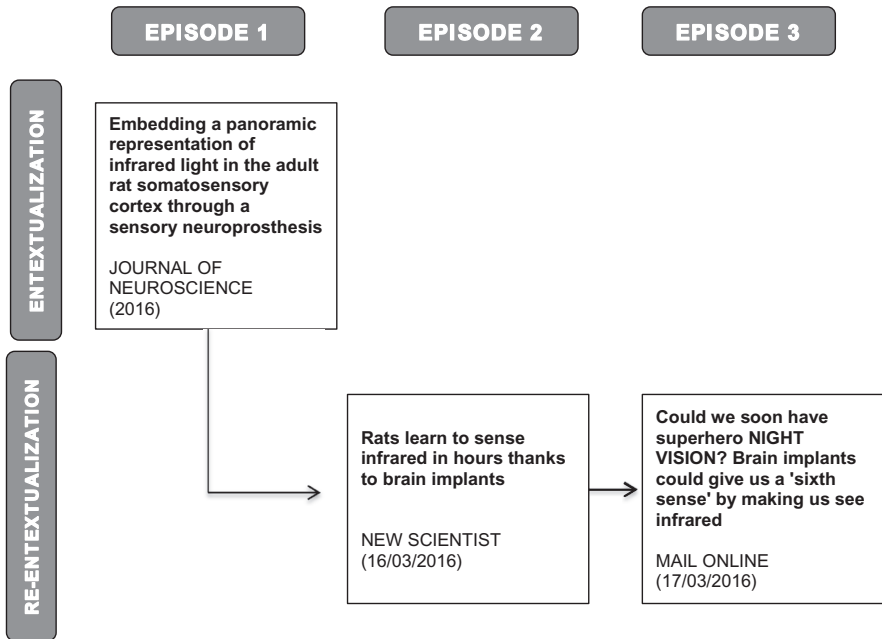 EPISODE 1
EPISODE 2
EPISODE 3
ENTEXTUALIZATION
Embedding a panoramic
representation of
infrared light in the adult
rat somatosensory
cortex through a
sensory neuroprosthesis
JOURNAL OF
NEUROSCIENCE
(2016)
RE-ENTEXTUALIZATION
Rats learn to sense
infrared in hours thanks
to brain implants
NEW SCIENTIST
(16/03/2016)
Could we soon have
superhero NIGHT
VISION? Brain implants
could give us a 'sixth
sense' by making us see
infrared
MAIL ONLINE
(17/03/2016)